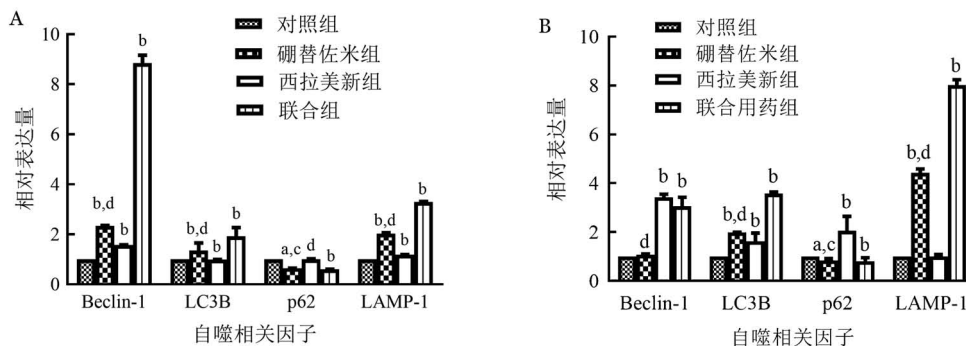 A
对照组
硼替佐米组
西拉美新组
联合组
相对表达量
10
8
6
4
2
0
b,d
b
b
b,d
b
b
a,c
d
b
b,d
b
b
Beclin-1
LC3B
p62
LAMP-1
自噬相关因子
B
对照组
硼替佐米组
西拉美新组
联合用药组
相对表达量
10
8
6
4
2
0
d
b
b
b,d
b
b
a,c
b
b
b,d
b
Beclin-1
LC3B
p62
LAMP-1
自噬相关因子